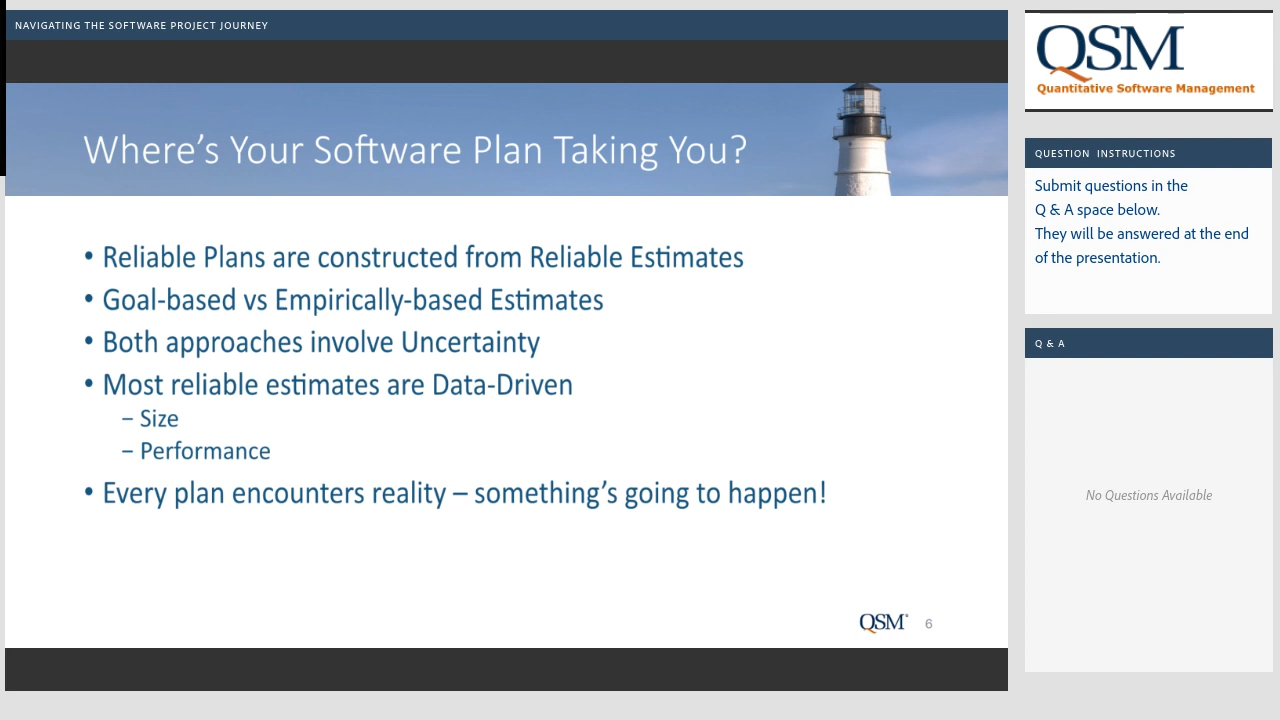 NAVIGATING THE SOFTWARE PROJECT JOURNEY
Where's Your Software Plan Taking You?
• Reliable Plans are constructed from Reliable Estimates
• Goal-based vs Empirically-based Estimates
• Both approaches involve Uncertainty
• Most reliable estimates are Data-Driven
– Size
– Performance
• Every plan encounters reality – something's going to happen!
QSM
6
QSM
Quantitative Software Management
QUESTION INSTRUCTIONS
Submit questions in the
Q & A space below.
They will be answered at the end
of the presentation.
Q & A
No Questions Available